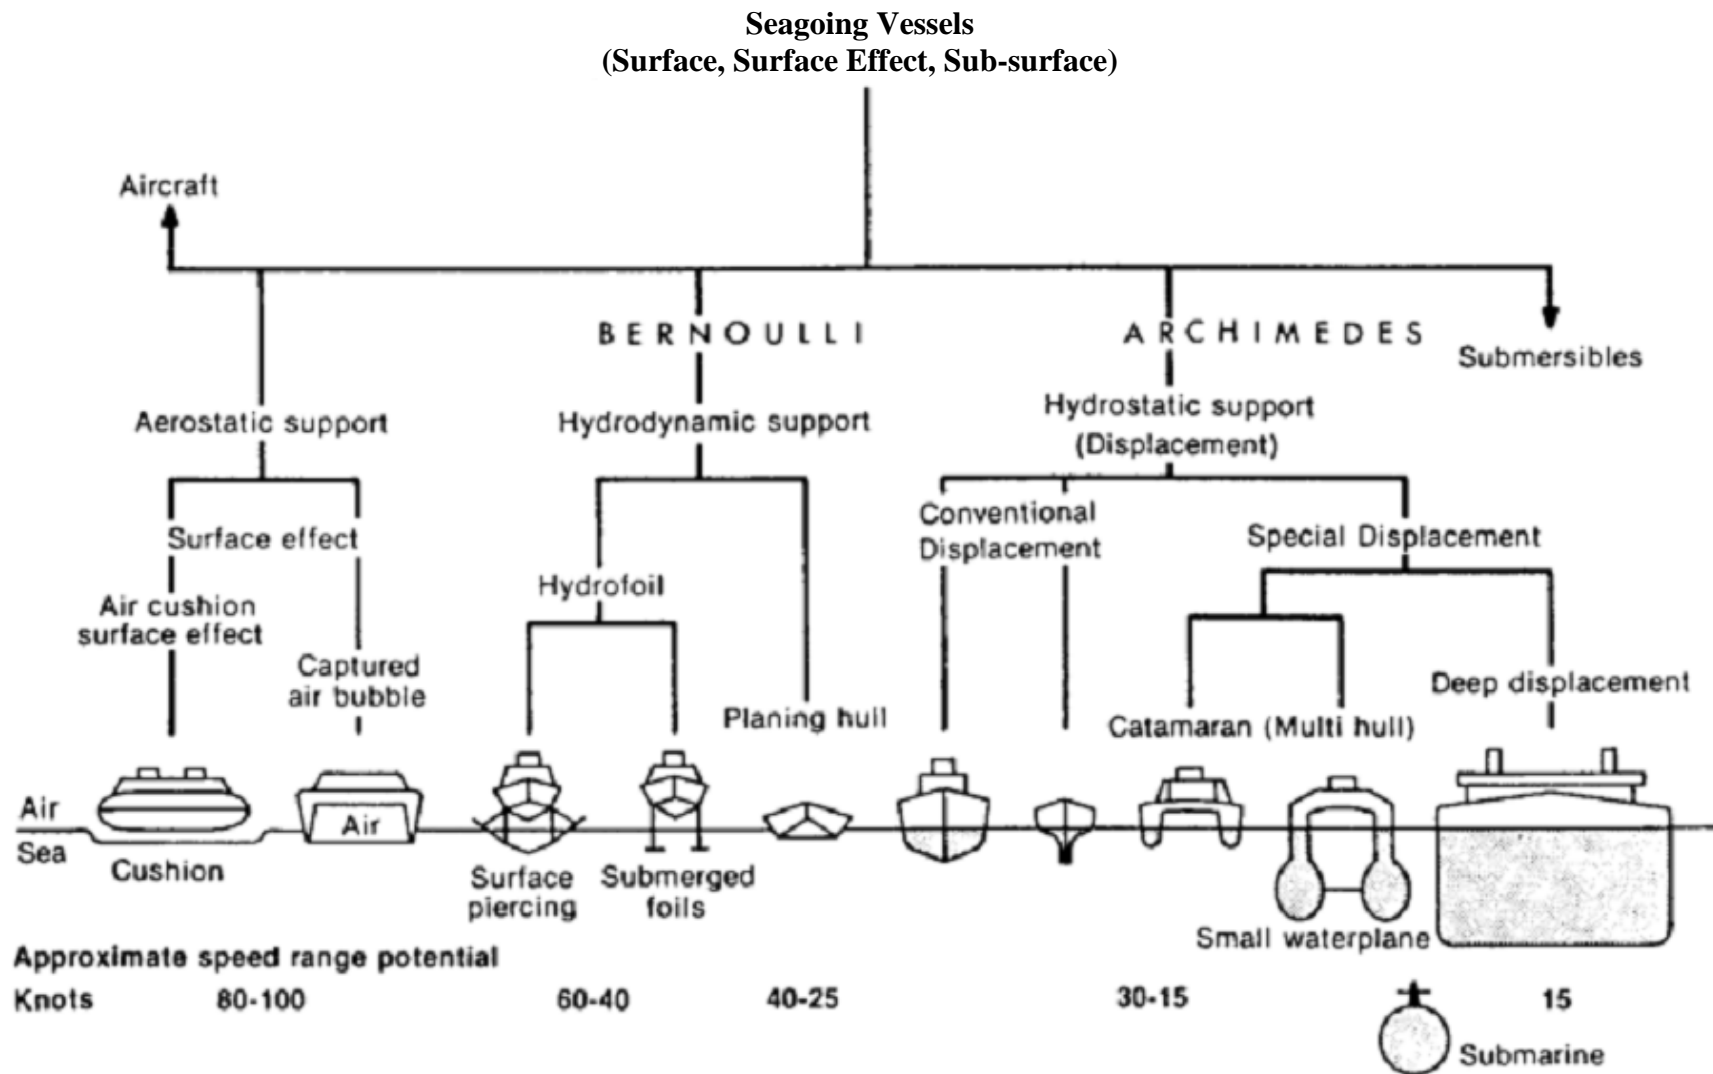 Seagoing Vessels
(Surface, Surface Effect, Sub-surface)
Aircraft
BERNOULLI
ARCHIMEDES
Submersibles
Aerostatic support
Hydrodynamic support
Hydrostatic support
(Displacement)
Surface effect
Conventional
Displacement
Special Displacement
Hydrofoil
Air cushion
surface effect
Captured
air bubble
Planing hull
Catamaran (Multi hull)
Deep displacement
Air
Air
Sea
Cushion
Surface
piercing
Submerged
foils
Small waterplane
Approximate speed range potential
Knots 80-100 60-40 40-25 30-15 15
Submarine